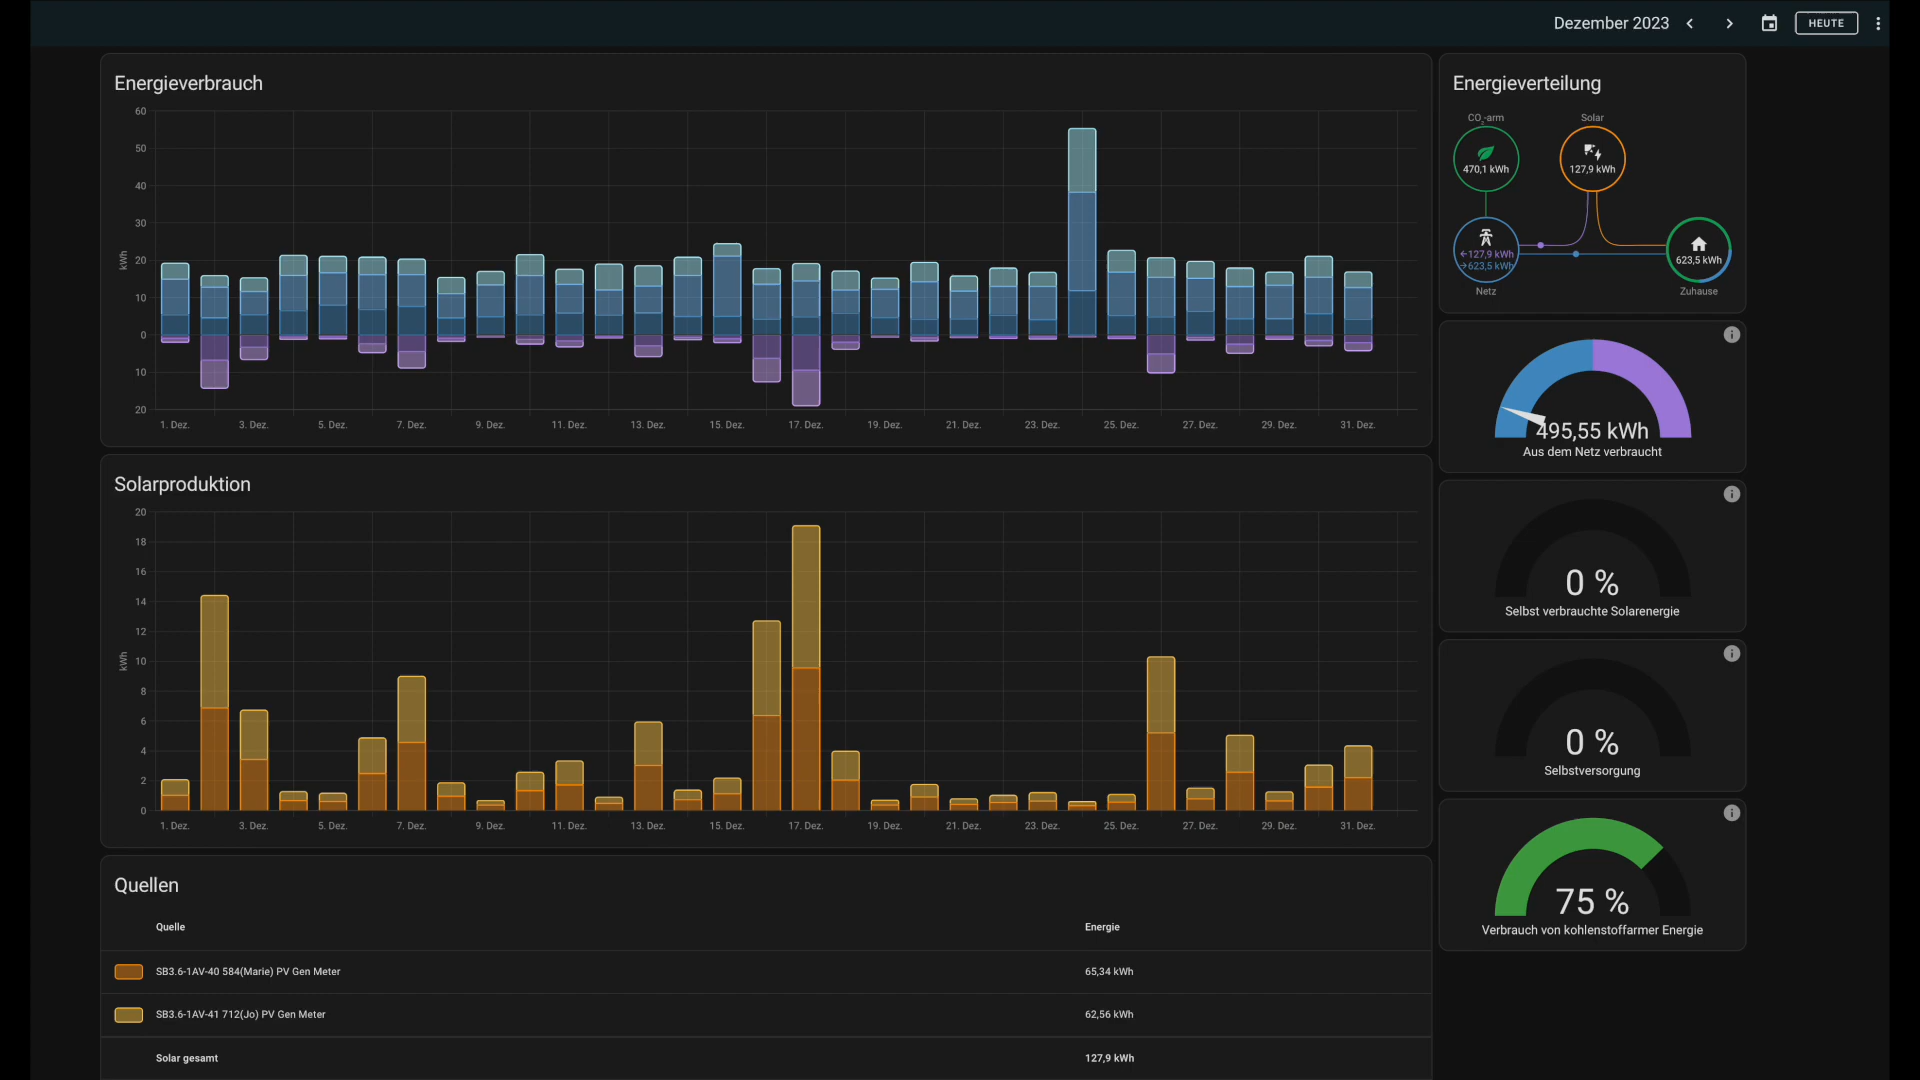 Dezember 2023
HEUTE
Energieverbrauch
60
50
40
30
20
10
0
10
20
kWh
1. Dez. 3. Dez. 5. Dez. 7. Dez. 9. Dez. 11. Dez. 13. Dez. 15. Dez. 17. Dez. 19. Dez. 21. Dez. 23. Dez. 25. Dez. 27. Dez. 29. Dez. 31. Dez.
Solarproduktion
20
18
16
14
12
10
8
6
4
2
0
kWh
1. Dez. 3. Dez. 5. Dez. 7. Dez. 9. Dez. 11. Dez. 13. Dez. 15. Dez. 17. Dez. 19. Dez. 21. Dez. 23. Dez. 25. Dez. 27. Dez. 29. Dez. 31. Dez.
Quellen
Quelle Energie
SB3.6-1AV-40 584(Marie) PV Gen Meter 65,34 kWh
SB3.6-1AV-41 712(Jo) PV Gen Meter 62,56 kWh
Solar gesamt 127,9 kWh
Energieverteilung
CO₂-arm Solar
470,1 kWh 127,9 kWh
←127,9 kWh
→623,5 kWh
623,5 kWh
Netz Zuhause
495,55 kWh
Aus dem Netz verbraucht
0 %
Selbst verbrauchte Solarenergie
0 %
Selbstversorgung
75 %
Verbrauch von kohlenstoffarmer Energie